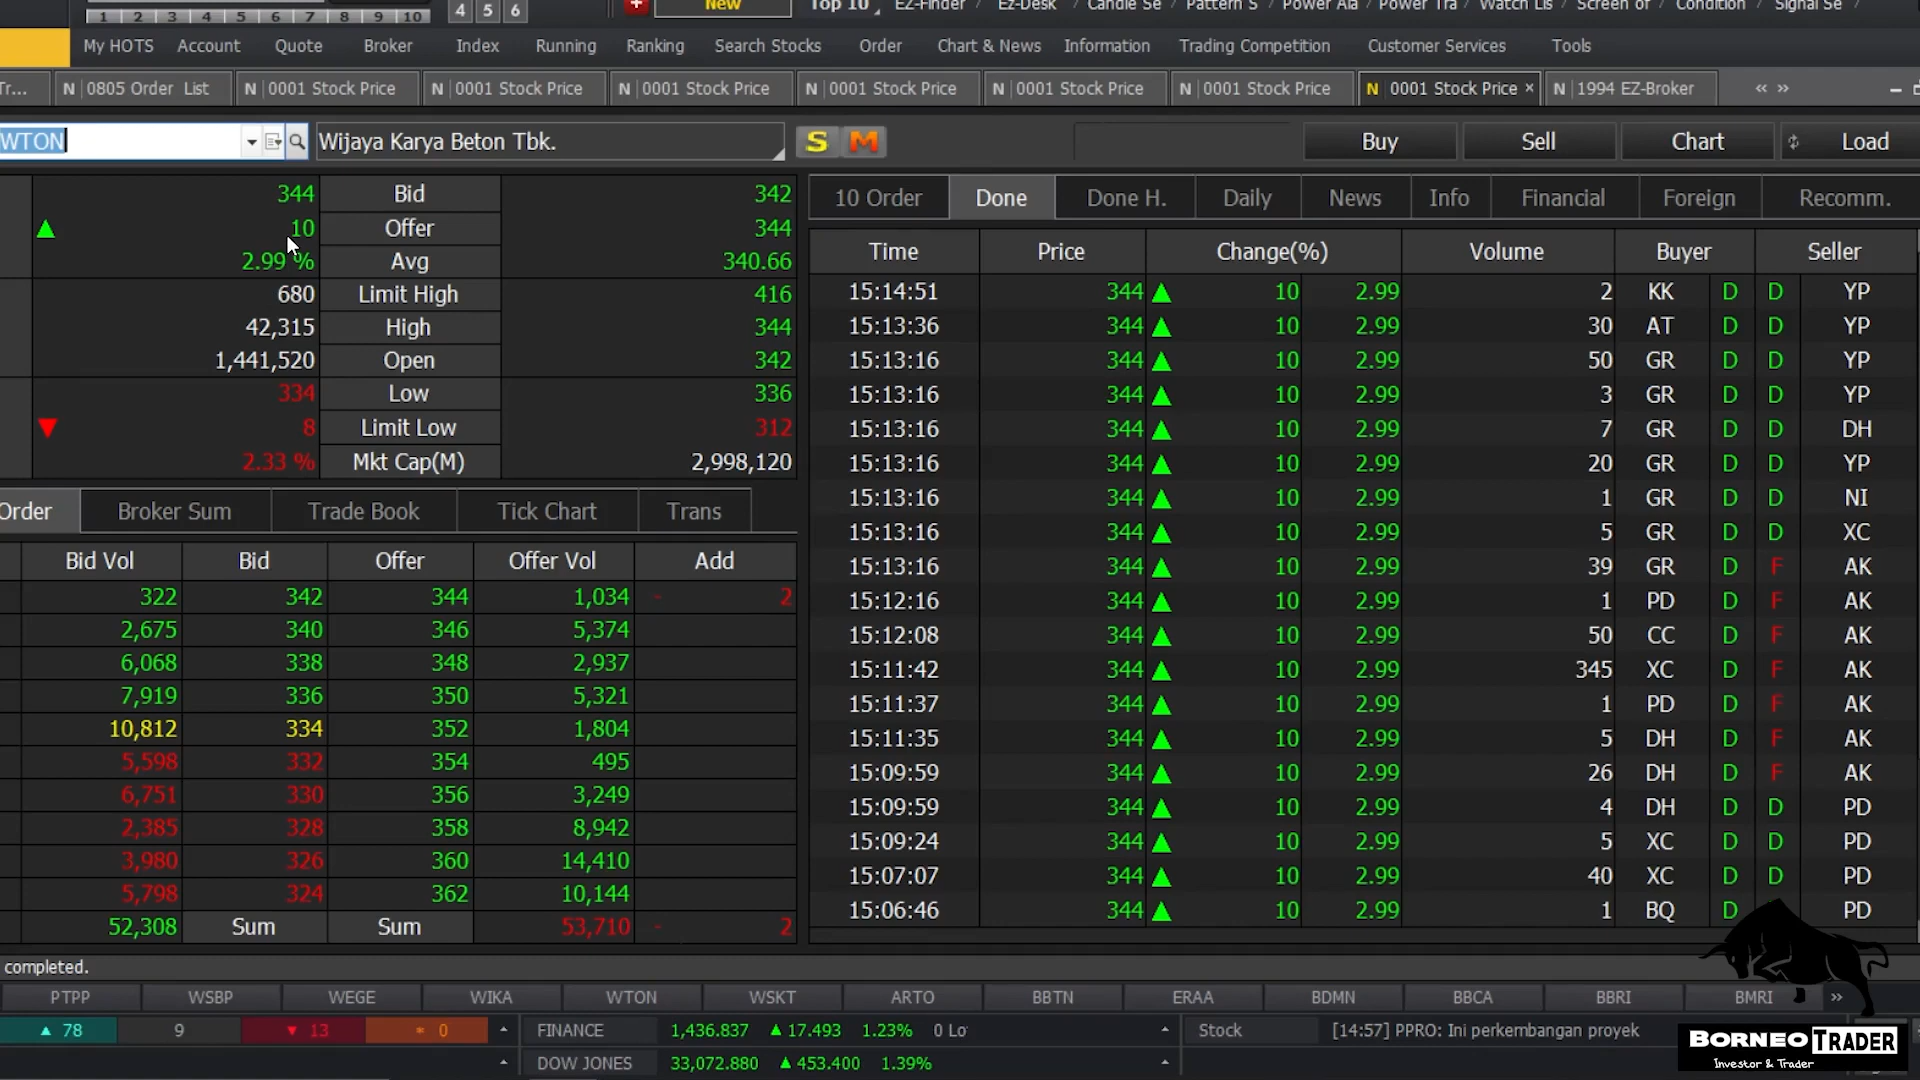 1 2 3 4 5 6 7 8 9 10 4 5 6 New Top 10 EZ-Finder Ez-Desk Candle Se Pattern S Power Ala Power Tra Watch Lis Screen of Condition Signal Se
My HOTS Account Quote Broker Index Running Ranking Search Stocks Order Chart & News Information Trading Competition Customer Services Tools
Tr... N 0805 Order List N 0001 Stock Price N 0001 Stock Price N 0001 Stock Price N 0001 Stock Price N 0001 Stock Price N 0001 Stock Price N 0001 Stock Price × N 1994 EZ-Broker « »
WTON Wijaya Karya Beton Tbk. S M Buy Sell Chart Load
344 Bid 342
▲ 10 Offer 344
2.99 % Avg 340.66
680 Limit High 416
42,315 High 344
1,441,520 Open 342
334 Low 336
▼ 8 Limit Low 312
2.33 % Mkt Cap(M) 2,998,120
Order Broker Sum Trade Book Tick Chart Trans
Bid Vol Bid Offer Offer Vol Add
322 342 344 1,034 - 2
2,675 340 346 5,374
6,068 338 348 2,937
7,919 336 350 5,321
10,812 334 352 1,804
5,598 332 354 495
6,751 330 356 3,249
2,385 328 358 8,942
3,980 326 360 14,410
5,798 324 362 10,144
52,308 Sum Sum 53,710 - 2
10 Order Done Done H. Daily News Info Financial Foreign Recomm.
Time Price Change(%) Volume Buyer Seller
15:14:51 344 ▲ 10 2.99 2 KK D D YP
15:13:36 344 ▲ 10 2.99 30 AT D D YP
15:13:16 344 ▲ 10 2.99 50 GR D D YP
15:13:16 344 ▲ 10 2.99 3 GR D D YP
15:13:16 344 ▲ 10 2.99 7 GR D D DH
15:13:16 344 ▲ 10 2.99 20 GR D D YP
15:13:16 344 ▲ 10 2.99 1 GR D D NI
15:13:16 344 ▲ 10 2.99 5 GR D D XC
15:13:16 344 ▲ 10 2.99 39 GR D F AK
15:12:16 344 ▲ 10 2.99 1 PD D F AK
15:12:08 344 ▲ 10 2.99 50 CC D F AK
15:11:42 344 ▲ 10 2.99 345 XC D F AK
15:11:37 344 ▲ 10 2.99 1 PD D F AK
15:11:35 344 ▲ 10 2.99 5 DH D F AK
15:09:59 344 ▲ 10 2.99 26 DH D F AK
15:09:59 344 ▲ 10 2.99 4 DH D D PD
15:09:24 344 ▲ 10 2.99 5 XC D D PD
15:07:07 344 ▲ 10 2.99 40 XC D D PD
15:06:46 344 ▲ 10 2.99 1 BQ D PD
completed.
PTPP WSBP WEGE WIKA WTON WSKT ARTO BBTN ERAA BDMN BBCA BBRI BMRI »
▲ 78 9 ▼ 13 * 0 FINANCE 1,436.837 ▲ 17.493 1.23% 0 Lo Stock [14:57] PPRO: Ini perkembangan proyek
DOW JONES 33,072.880 ▲ 453.400 1.39%
BORNEO TRADER
Investor & Trader